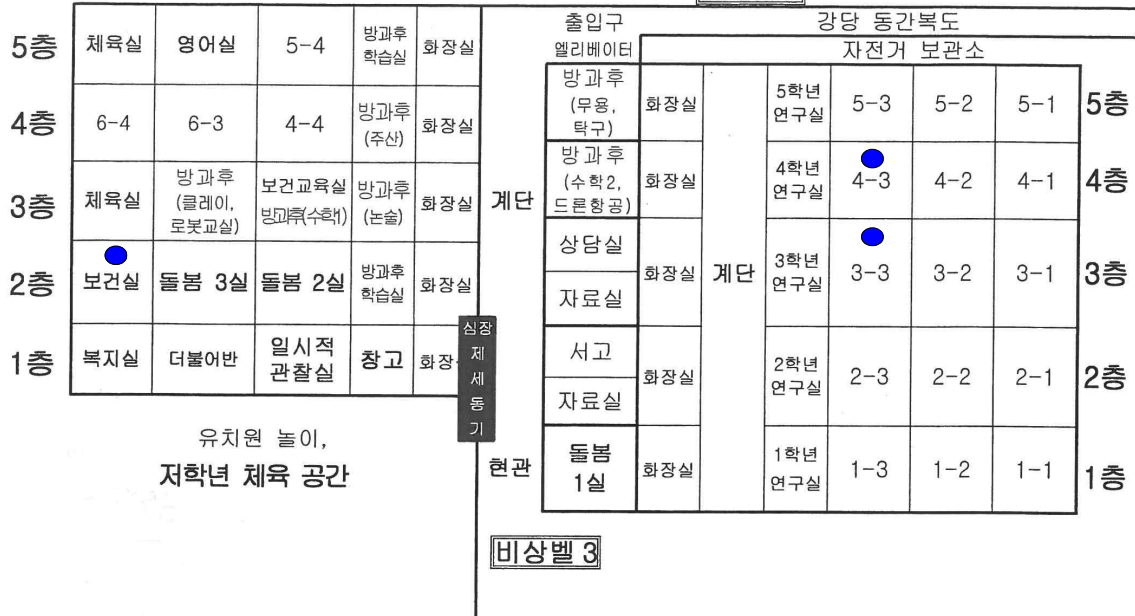 출입구
강당 동간복도
엘리베이터
자전거 보관소
5층
체육실
영어실
5-4
방과후
학습실
화장실
4층
6-4
6-3
4-4
방과후
(주산)
화장실
3층
체육실
방과후
(클레이,
로봇교실)
보건교육실
방과후(수학1)
방과후
(논술)
화장실
2층
보건실
돌봄 3실
돌봄 2실
방과후
학습실
화장실
1층
복지실
더불어반
일시적
관찰실
창고
화장
심장
제
세
동
기
유치원 놀이,
저학년 체육 공간
계단
현관
방과후
(무용,
탁구)
화장실
5학년
연구실
5-3
5-2
5-1
5층
방과후
(수학2,
드론항공)
화장실
4학년
연구실
4-3
4-2
4-1
4층
상담실
자료실
화장실
계단
3학년
연구실
3-3
3-2
3-1
3층
서고
자료실
화장실
2학년
연구실
2-3
2-2
2-1
2층
돌봄
1실
화장실
1학년
연구실
1-3
1-2
1-1
1층
비상벨 3